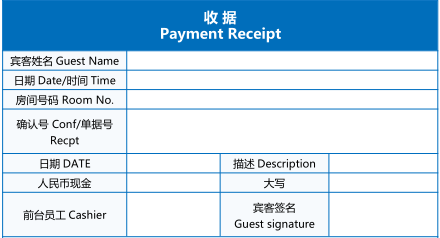 收 据
Payment Receipt
宾客姓名 Guest Name
日期 Date/时间 Time
房间号码 Room No.
确认号 Conf/单据号
Recpt
日期 DATE
描述 Description
人民币现金
大写
前台员工 Cashier
宾客签名
Guest signature